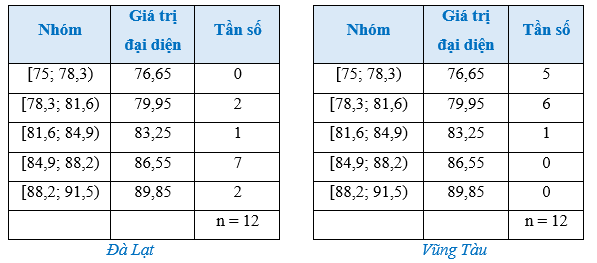 Nhóm Giá trị đại diện Tần số
[75; 78,3) 76,65 0
[78,3; 81,6) 79,95 2
[81,6; 84,9) 83,25 1
[84,9; 88,2) 86,55 7
[88,2; 91,5) 89,85 2
n = 12
Đà Lạt
Nhóm Giá trị đại diện Tần số
[75; 78,3) 76,65 5
[78,3; 81,6) 79,95 6
[81,6; 84,9) 83,25 1
[84,9; 88,2) 86,55 0
[88,2; 91,5) 89,85 0
n = 12
Vũng Tàu